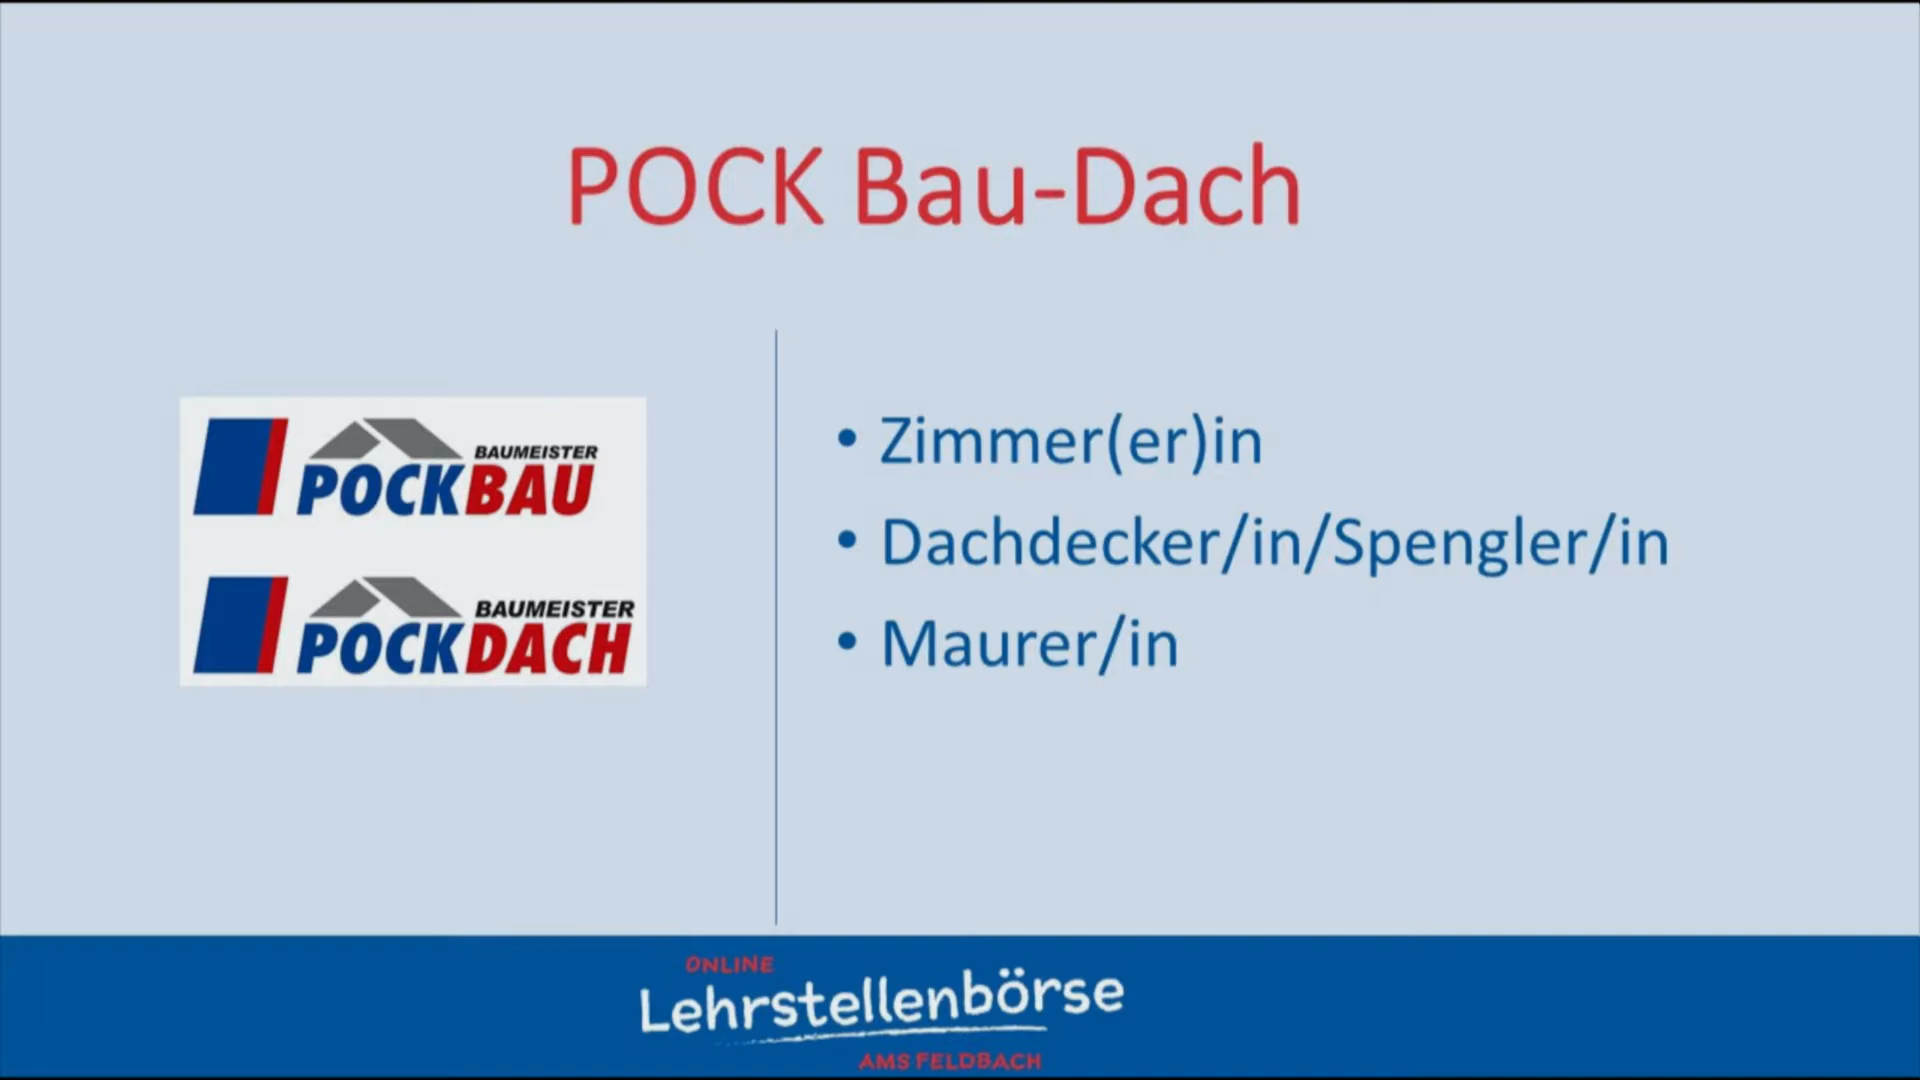 POCK Bau-Dach
BAUMEISTER
POCKBAU
BAUMEISTER
POCKDACH
• Zimmer(er)in
• Dachdecker/in/Spengler/in
• Maurer/in
ONLINE
Lehrstellenbörse
AMS FELDBACH